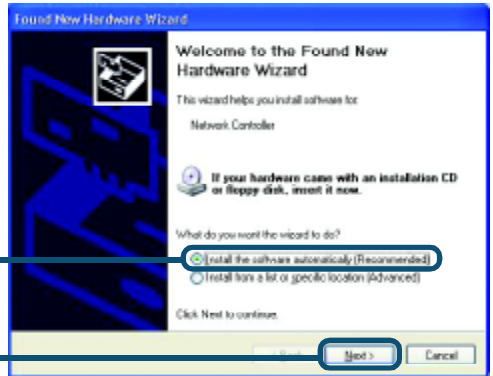 Found New Hardware Wizard
Welcome to the Found New
Hardware Wizard
This wizard helps you install software for:
Network Controller
If your hardware came with an installation CD
or floppy disk, insert it now.
What do you want the wizard to do?
Install the software automatically (Recommended)
Install from a list or specific location (Advanced)
Click Next to continue.
< Back
Next >
Cancel